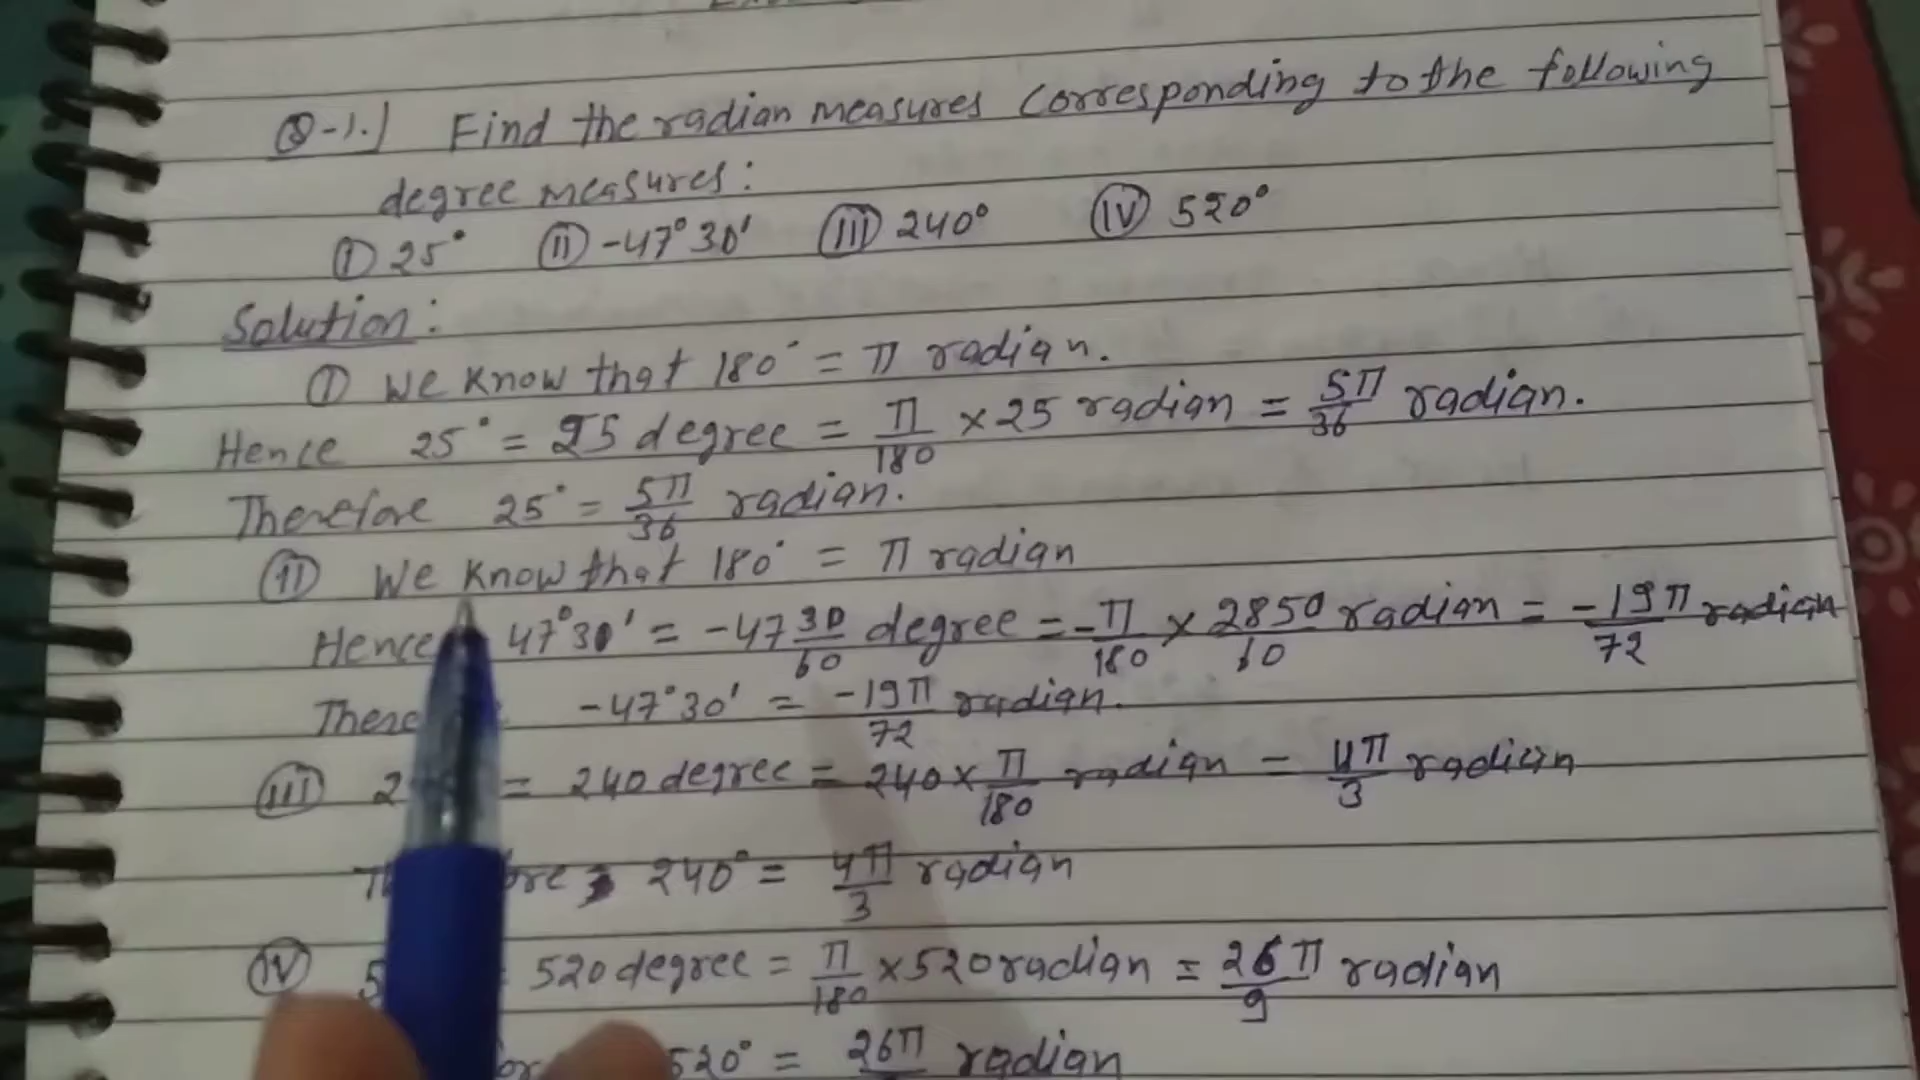 Q-1.) Find the radian measures corresponding to the following
degree measures:
(I) 25° (II) -47°30' (III) 240° (IV) 520°
Solution:
(I) We know that 180° = π radian.
Hence 25° = 25 degree = π/180 × 25 radian = 5π/36 radian.
Therefore 25° = 5π/36 radian.
(II) We know that 180° = π radian
Hence 47°30' = -47 30/60 degree = -π/180 × 2850/60 radian = -19π/72 radian
-47°30' = -19π/72 radian.
(III) = 240 degree = 240 × π/180 radian = 4π/3 radian
240° = 4π/3 radian
(IV) 520 degree = π/180 × 520 radian = 26π/9 radian
520° = 26π radian